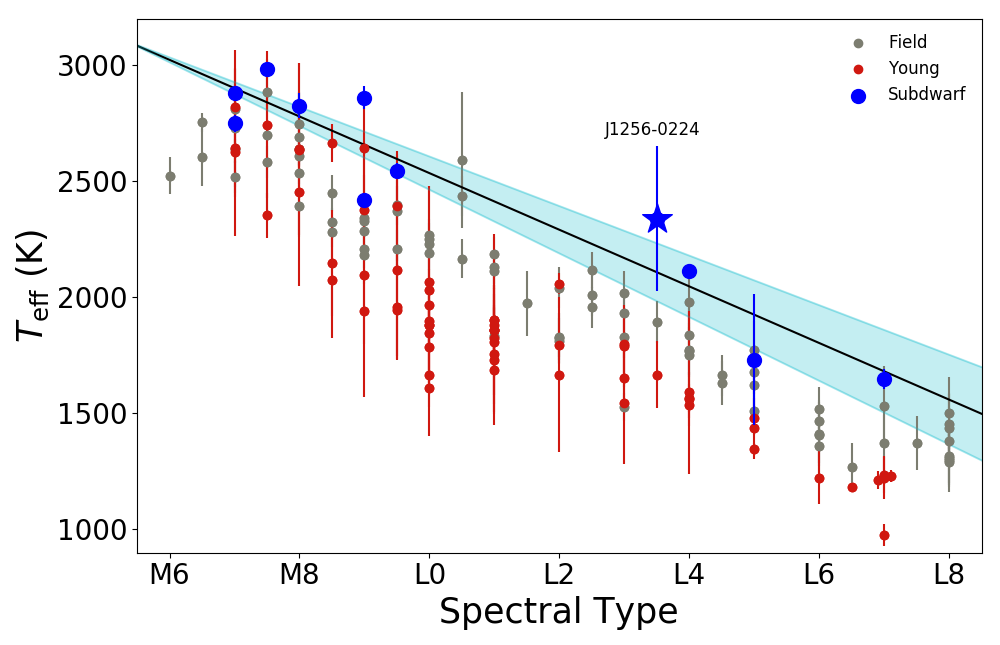 3000
2500
2000
1500
1000
T_eff (K)
J1256-0224
Field
Young
Subdwarf
M6 M8 L0 L2 L4 L6 L8
Spectral Type